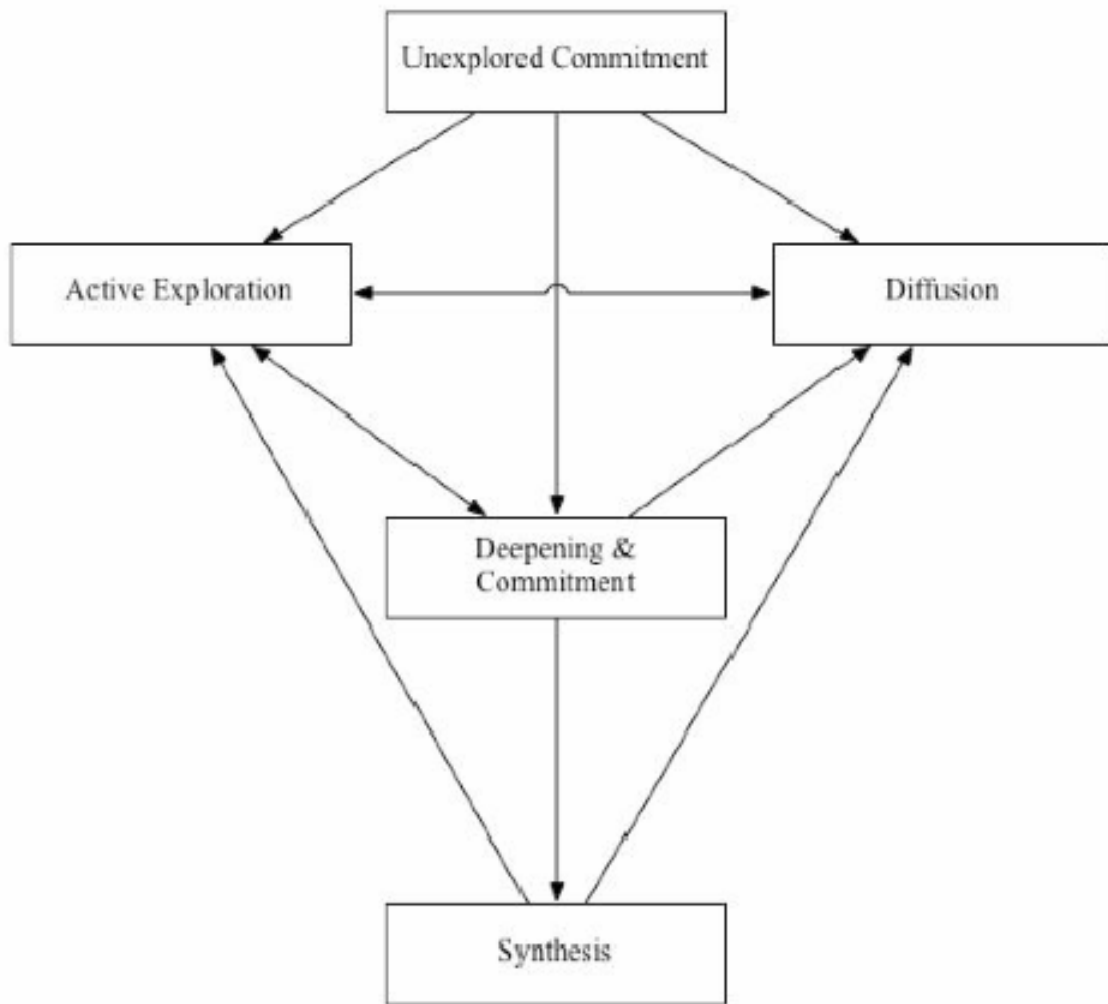 Unexplored Commitment
Active Exploration
Diffusion
Deepening &
Commitment
Synthesis